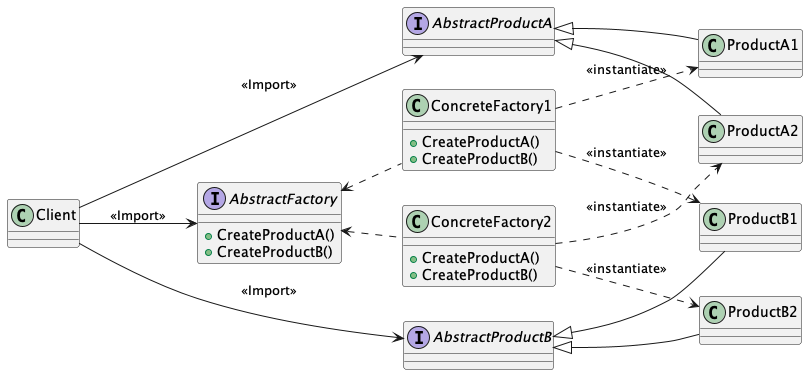 I AbstractProductA
C ProductA1
«instantiate»
«Import»
C ConcreteFactory1
CreateProductA()
CreateProductB()
C ProductA2
«instantiate»
I AbstractFactory
CreateProductA()
CreateProductB()
C Client
«Import»
«instantiate»
C ConcreteFactory2
CreateProductA()
CreateProductB()
C ProductB1
«instantiate»
«Import»
C ProductB2
I AbstractProductB